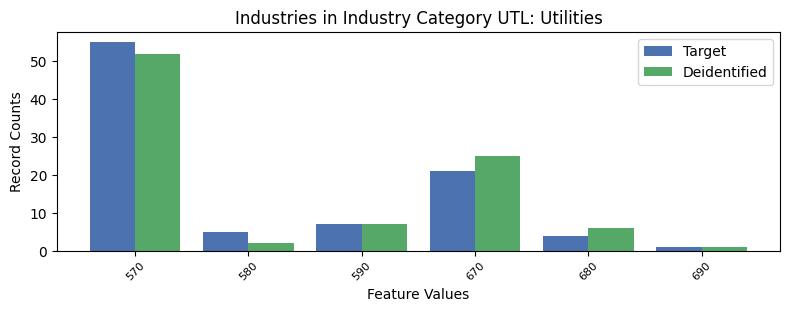 Industries in Industry Category UTL: Utilities
Target
Deidentified
Record Counts
50
40
30
20
10
0
570 580 590 670 680 690
Feature Values